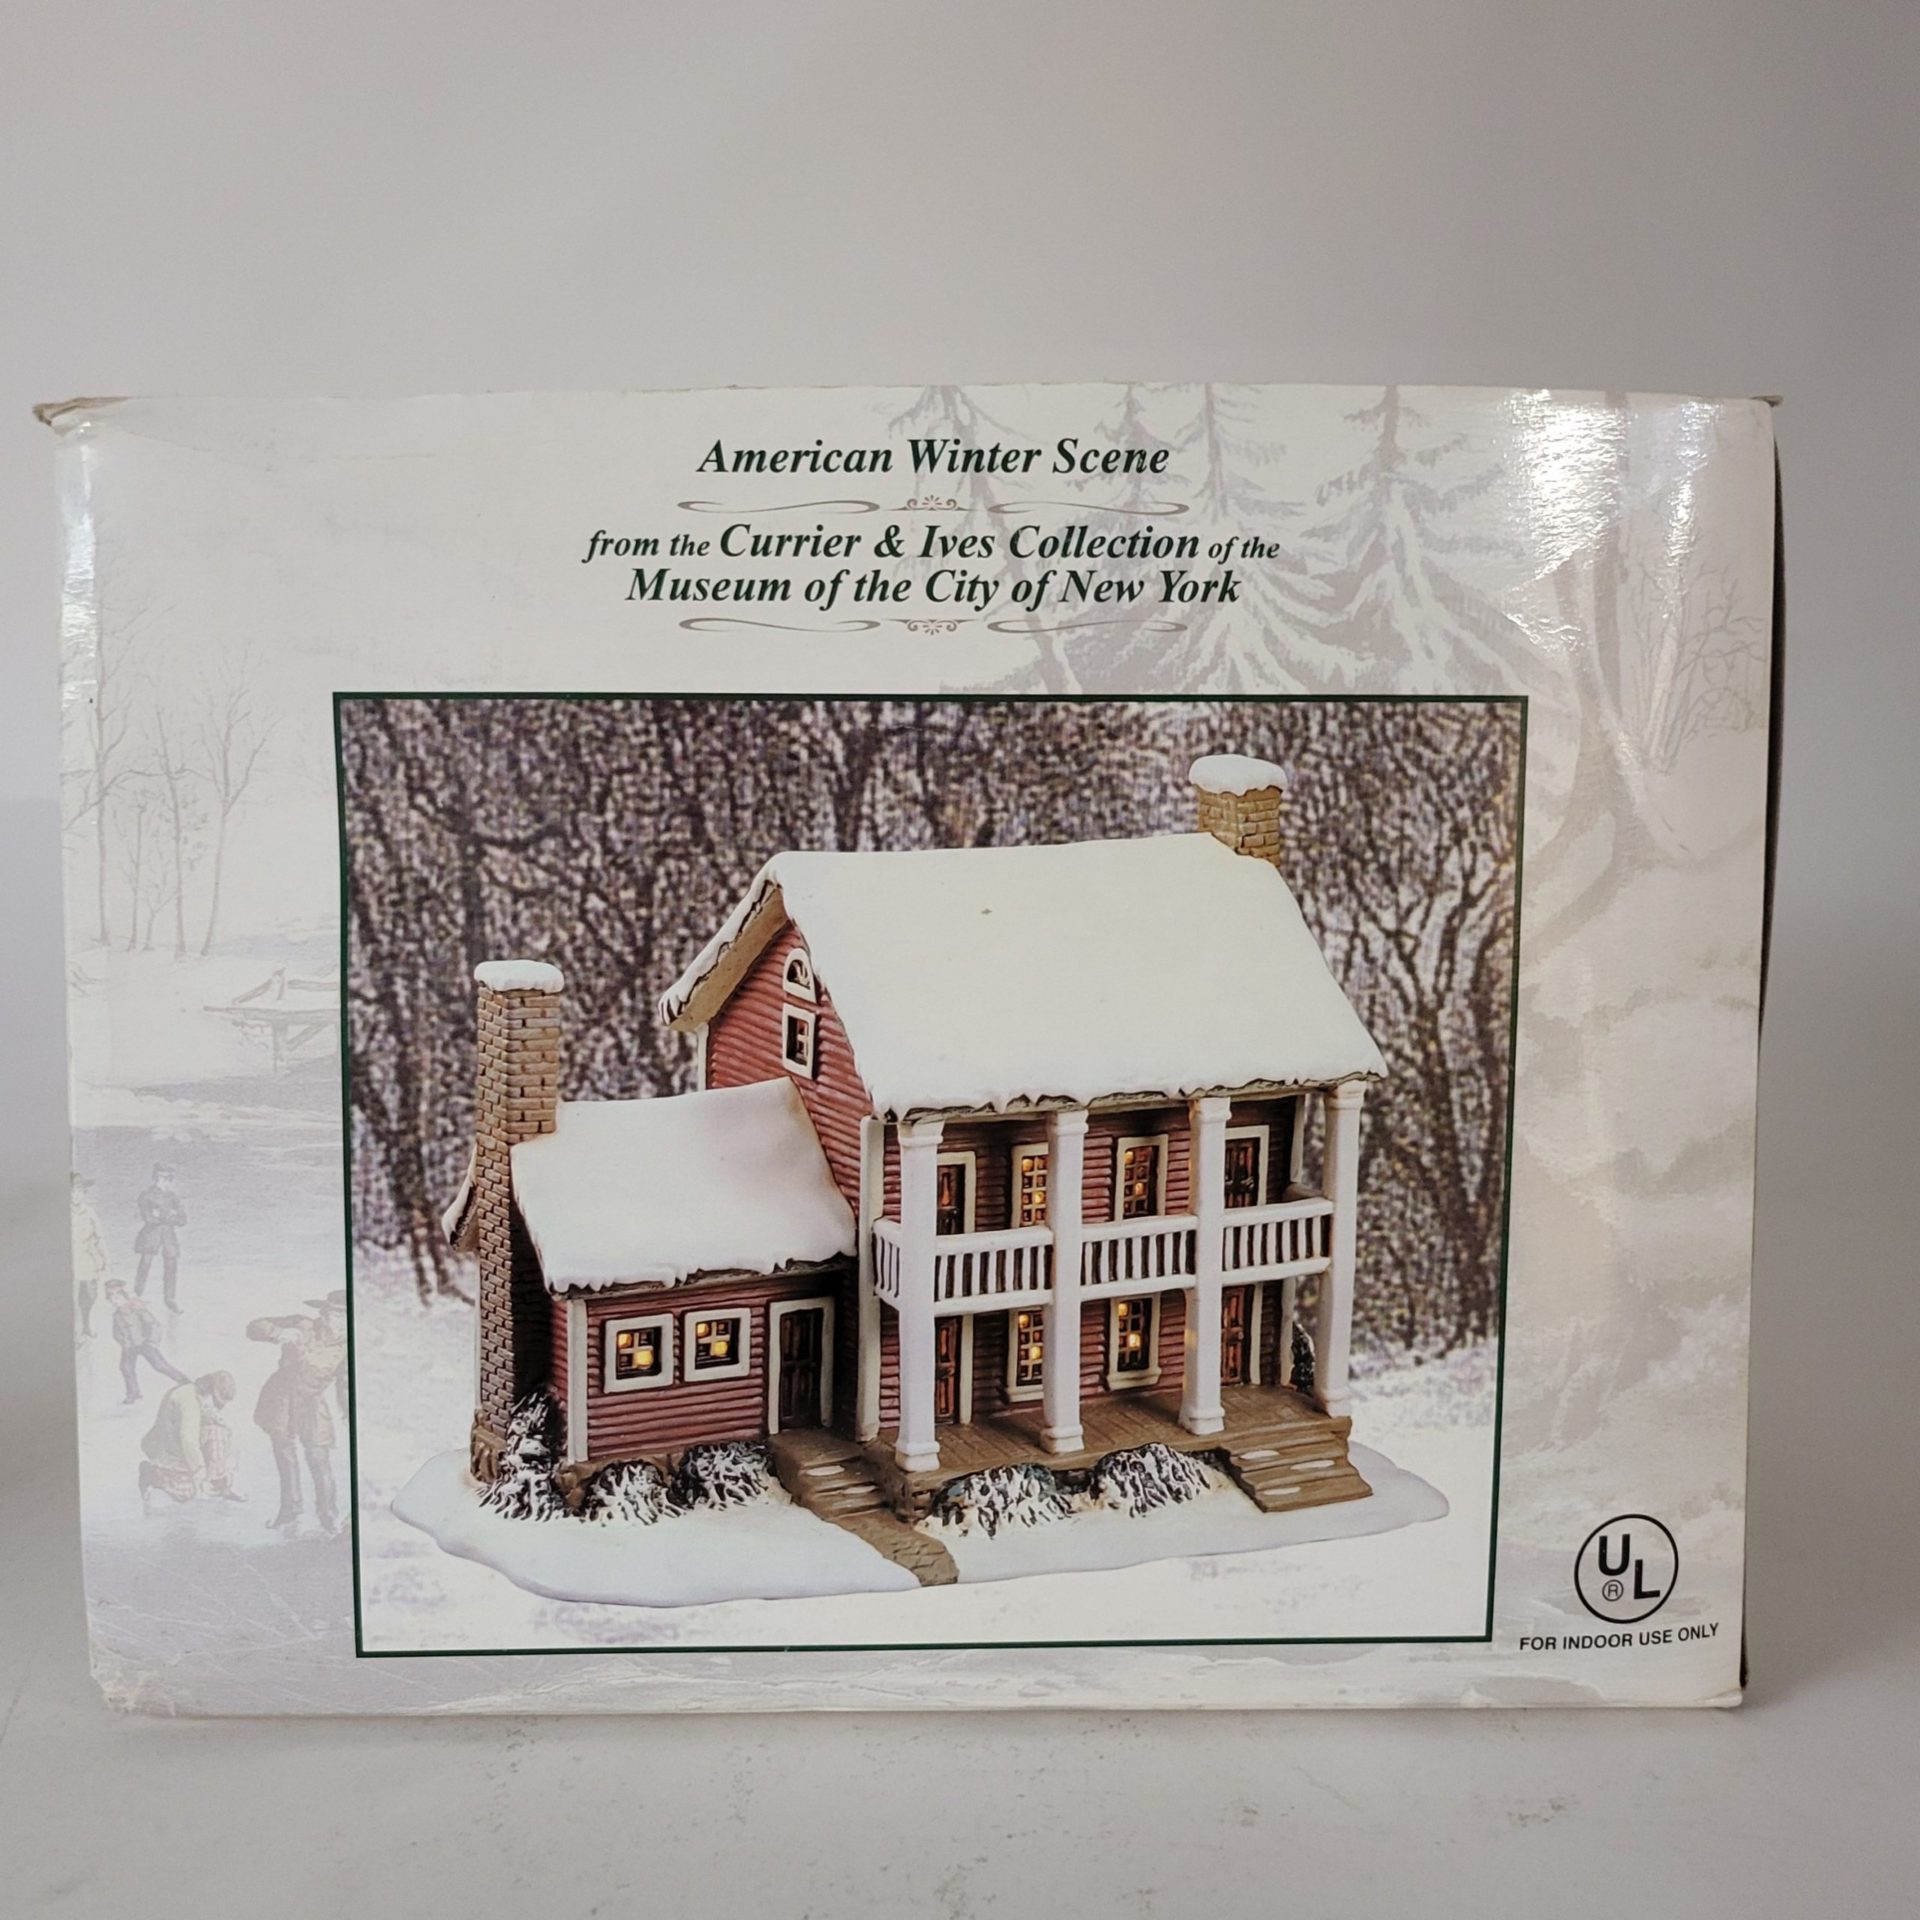 American Winter Scene
from the Currier & Ives Collection of the
Museum of the City of New York
UL
®
FOR INDOOR USE ONLY